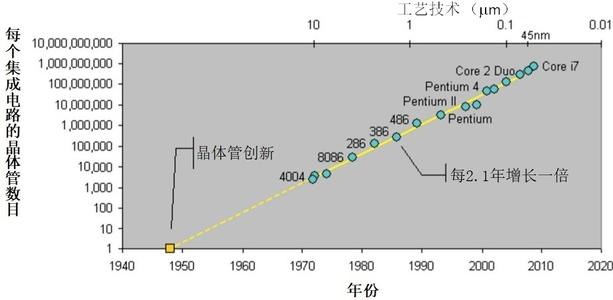 工艺技术（μm）
10 1 0.1 0.01
45nm
每个集成电路的晶体管数目
10,000,000,000
1,000,000,000
100,000,000
10,000,000
1,000,000
100,000
10,000
1,000
100
10
1
Core i7
Core 2 Duo
Pentium 4
Pentium II
Pentium
486
386
286
8086
4004
晶体管创新
每2.1年增长一倍
1940 1950 1960 1970 1980 1990 2000 2010 2020
年份